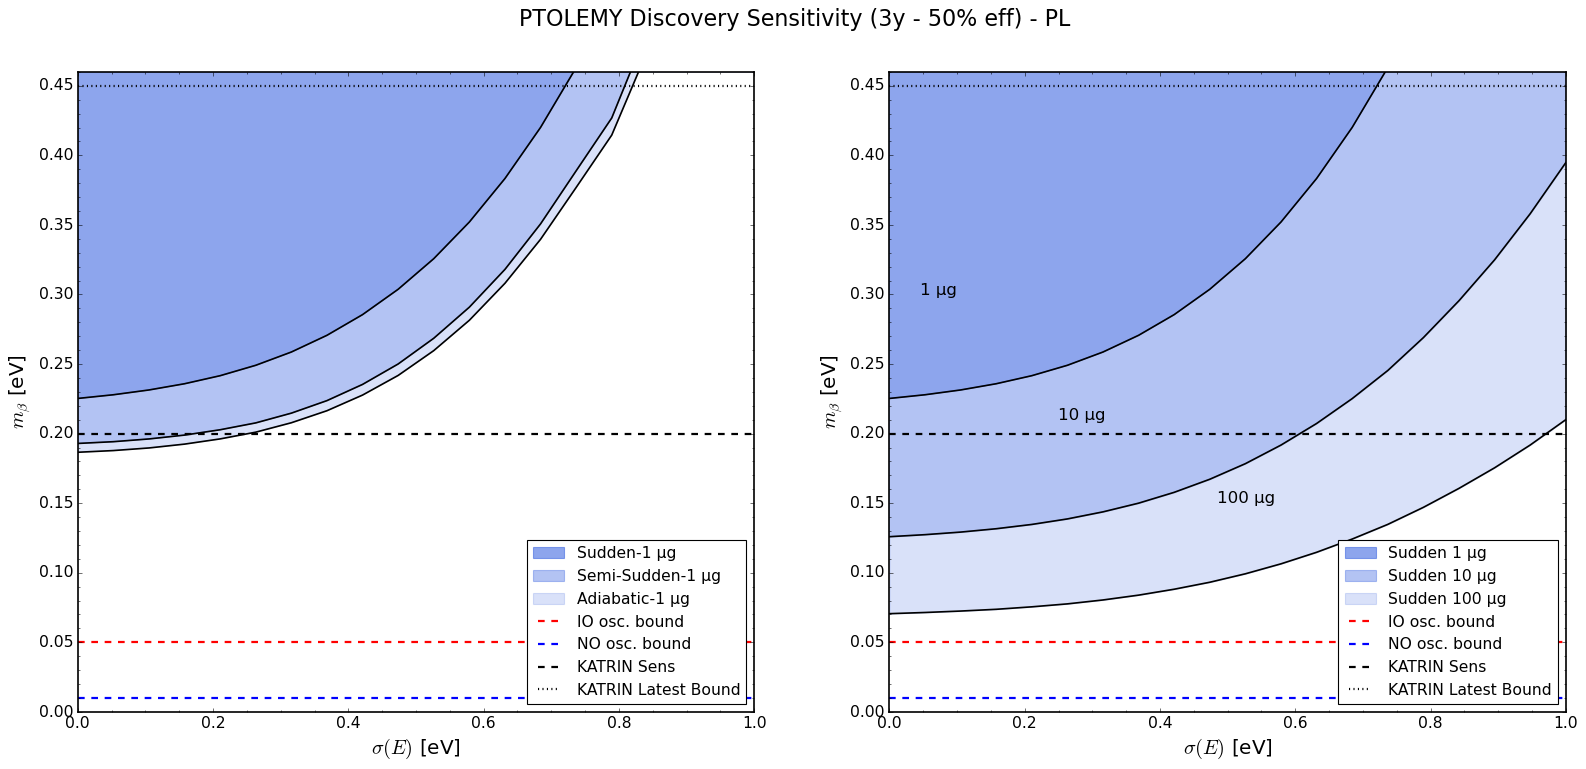 PTOLEMY Discovery Sensitivity (3y - 50% eff) - PL
0.45
0.40
0.35
0.30
0.25
0.20
0.15
0.10
0.05
0.00
m_β [eV]
0.0 0.2 0.4 0.6 0.8 1.0
σ(E) [eV]
Sudden-1 μg
Semi-Sudden-1 μg
Adiabatic-1 μg
IO osc. bound
NO osc. bound
KATRIN Sens
KATRIN Latest Bound
0.45
0.40
0.35
0.30
0.25
0.20
0.15
0.10
0.05
0.00
m_β [eV]
1 μg
10 μg
100 μg
0.0 0.2 0.4 0.6 0.8 1.0
σ(E) [eV]
Sudden 1 μg
Sudden 10 μg
Sudden 100 μg
IO osc. bound
NO osc. bound
KATRIN Sens
KATRIN Latest Bound